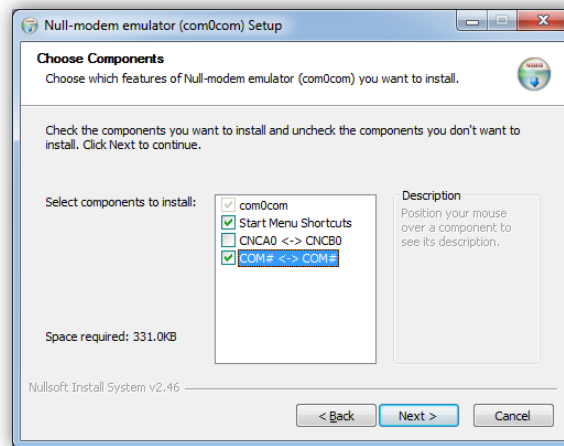 Null-modem emulator (com0com) Setup
Choose Components
Choose which features of Null-modem emulator (com0com) you want to install.
Check the components you want to install and uncheck the components you don't want to
install. Click Next to continue.
Select components to install:
com0com
Start Menu Shortcuts
CNCA0 <-> CNCB0
COM# <-> COM#
Description
Position your mouse
over a component to
see its description.
Space required: 331.0KB
Nullsoft Install System v2.46
< Back
Next >
Cancel